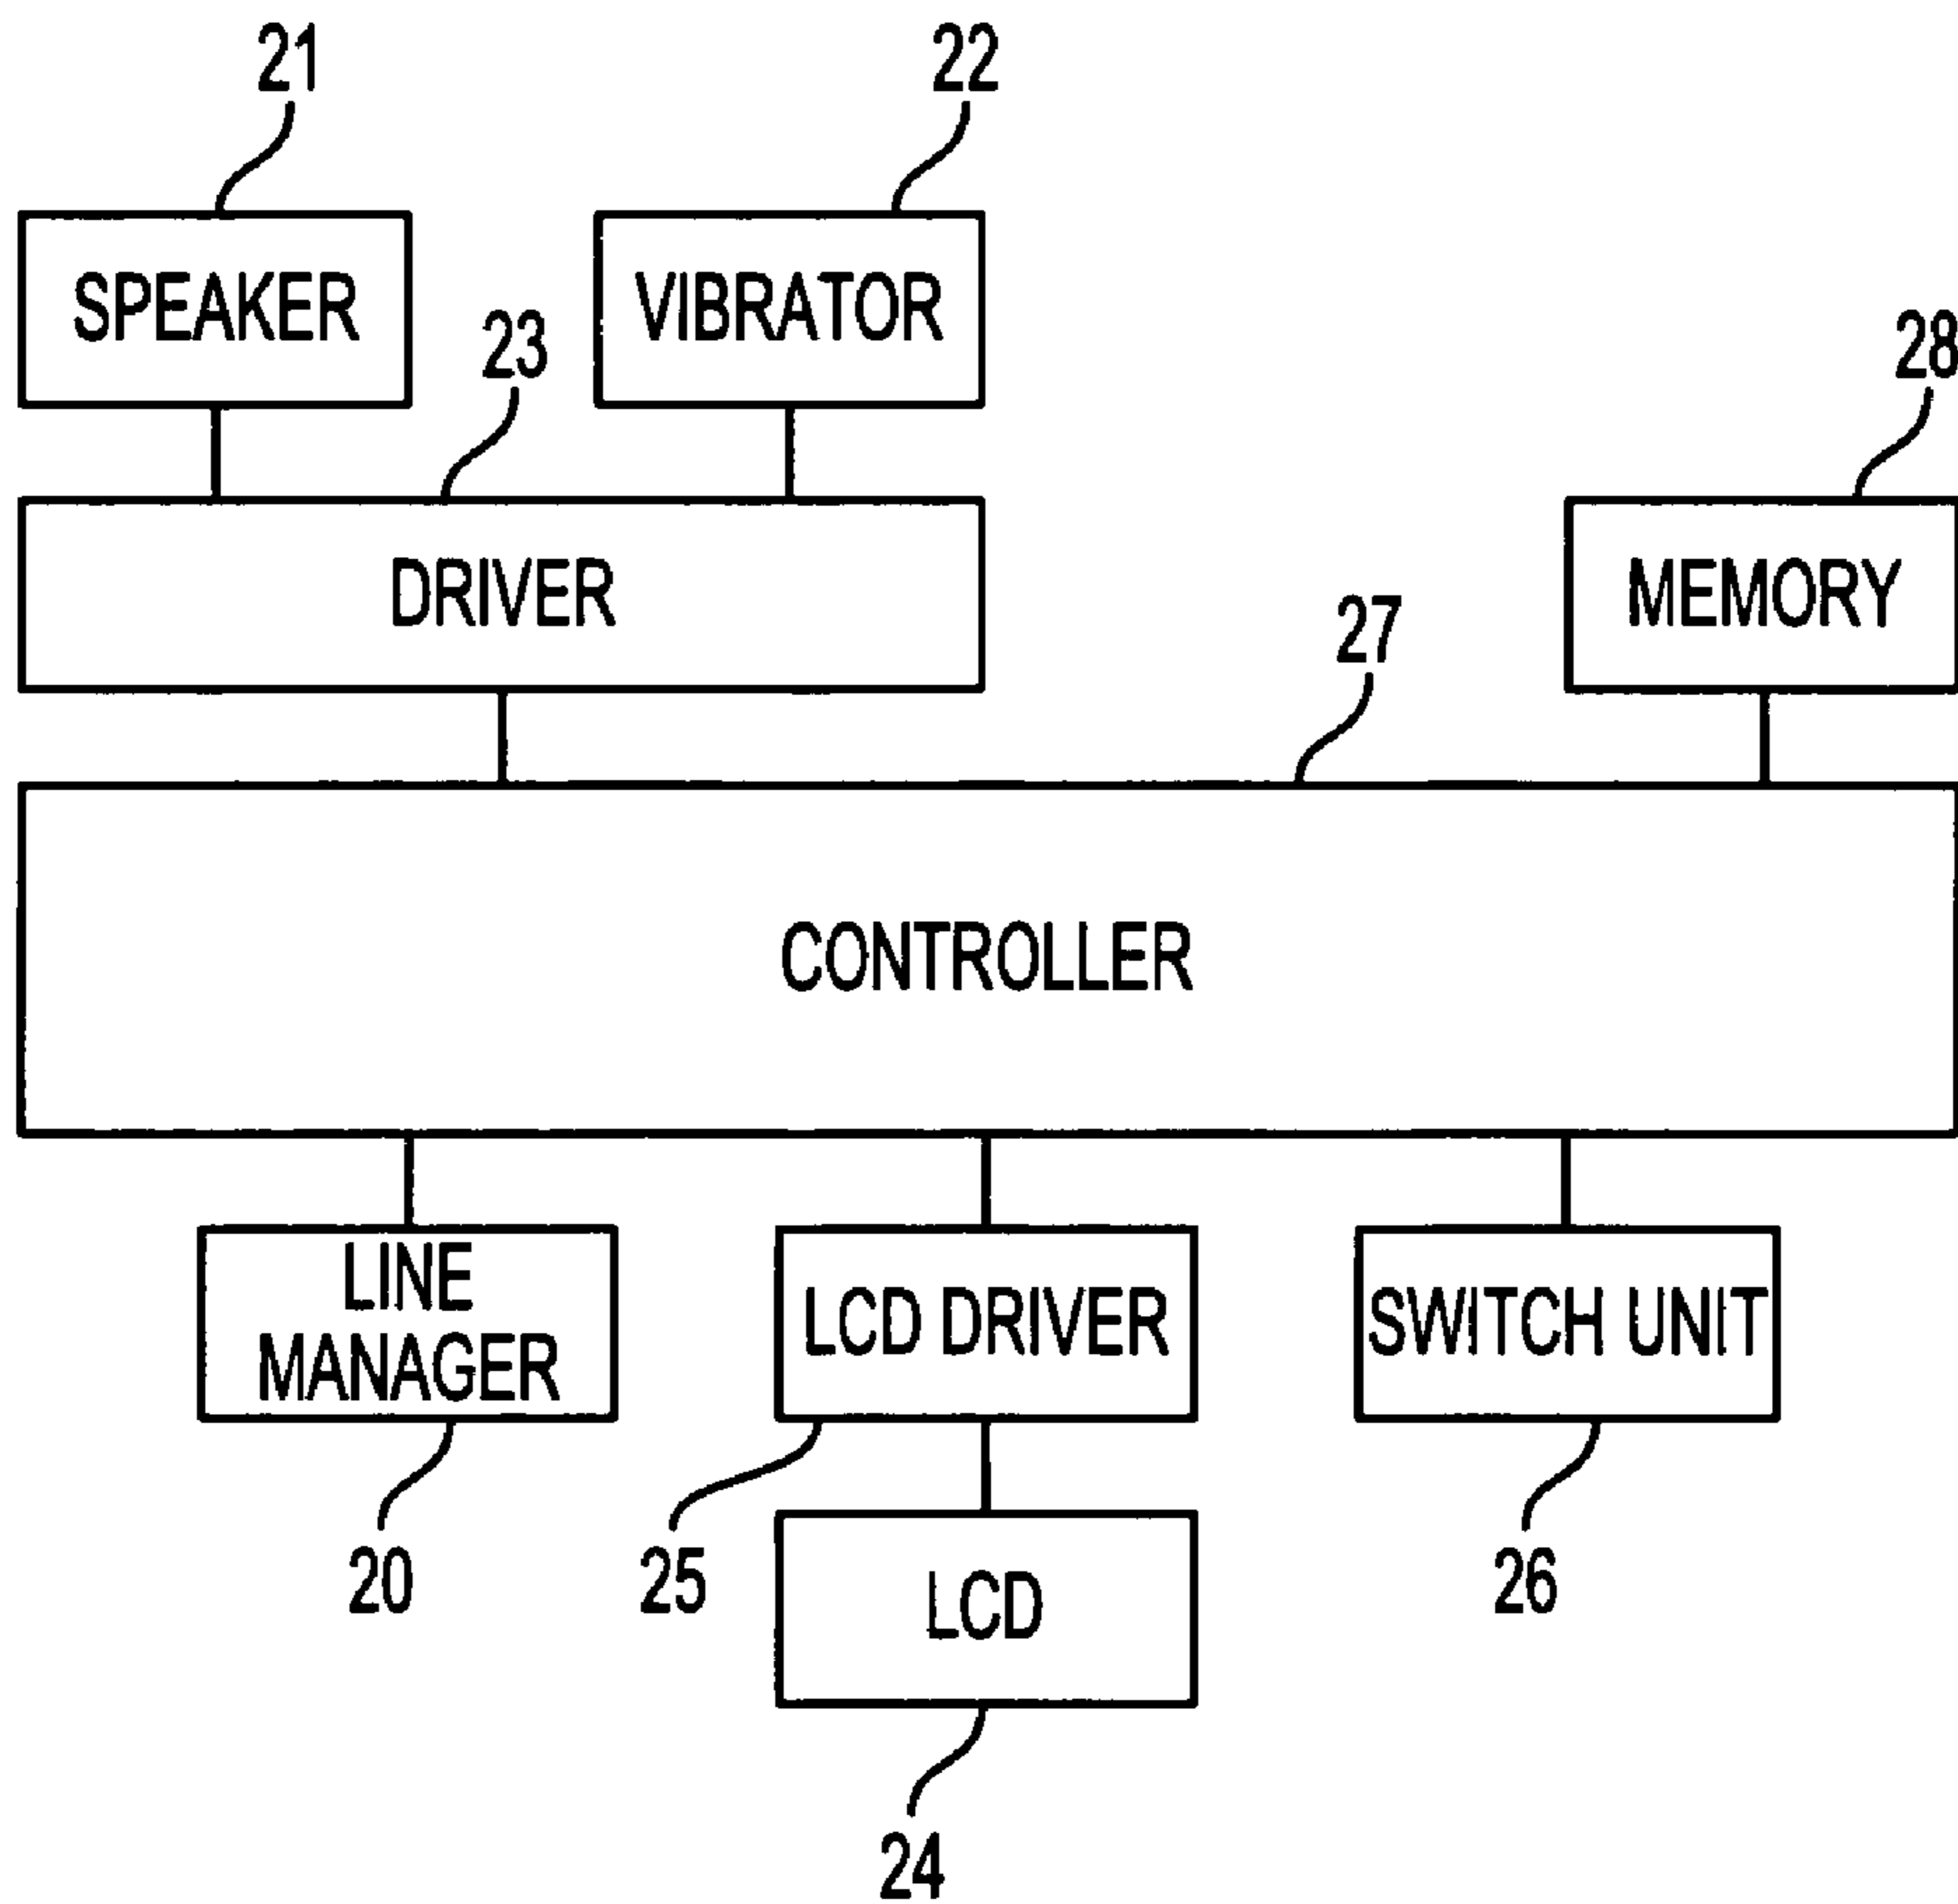 21
22
SPEAKER
VIBRATOR
23
28
DRIVER
MEMORY
27
CONTROLLER
LINE
MANAGER
LCD DRIVER
SWITCH UNIT
20
25
LCD
26
24